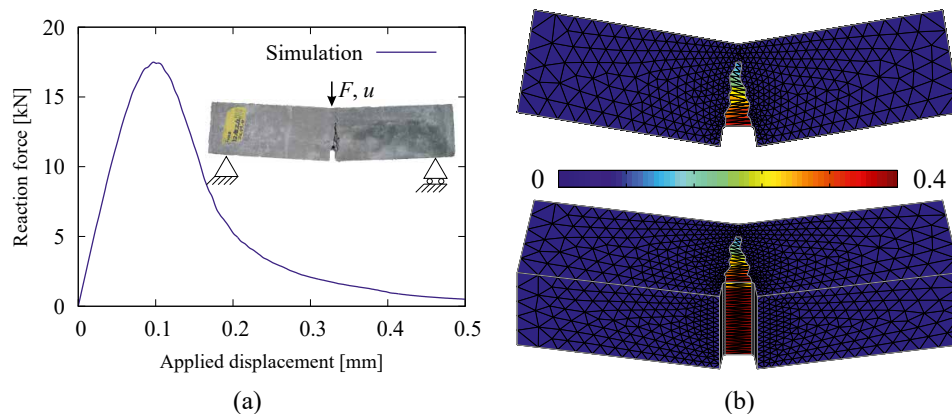 20
15
10
5
0
Reaction force [kN]
Simulation
F, u
0 0.1 0.2 0.3 0.4 0.5
Applied displacement [mm]
(a)
0 0.4
(b)